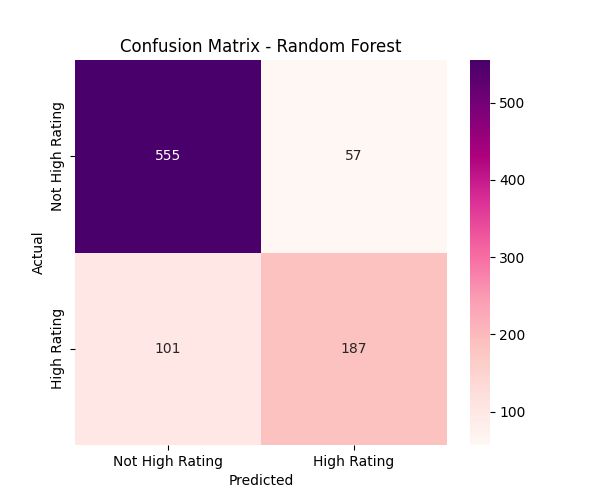 Confusion Matrix - Random Forest
Not High Rating
555
57
500
400
Actual
300
High Rating
101
187
200
100
Not High Rating
High Rating
Predicted